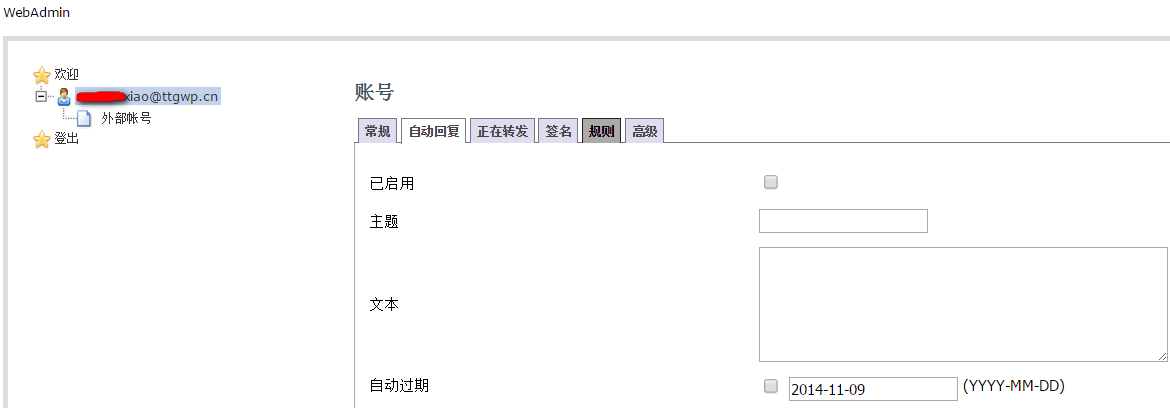 WebAdmin
欢迎
xiao@ttgwp.cn
外部帐号
登出
账号
常规 自动回复 正在转发 签名 规则 高级
已启用
主题
文本
自动过期 2014-11-09 (YYYY-MM-DD)